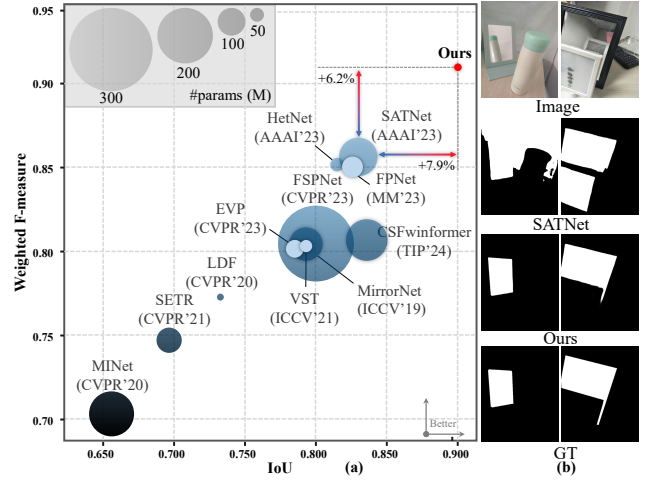 0.95
0.90
0.85
0.80
0.75
0.70
Weighted F-measure
300
200
100
50
#params (M)
Ours
+6.2%
+7.9%
HetNet
(AAAI'23)
SATNet
(AAAI'23)
FSPNet
(CVPR'23)
FPNet
(MM'23)
EVP
(CVPR'23)
CSFwinformer
(TIP'24)
LDF
(CVPR'20)
VST
(ICCV'21)
MirrorNet
(ICCV'19)
SETR
(CVPR'21)
MINet
(CVPR'20)
Better
0.650
0.700
0.750
0.800
0.850
0.900
IoU
(a)
Image
SATNet
Ours
GT
(b)